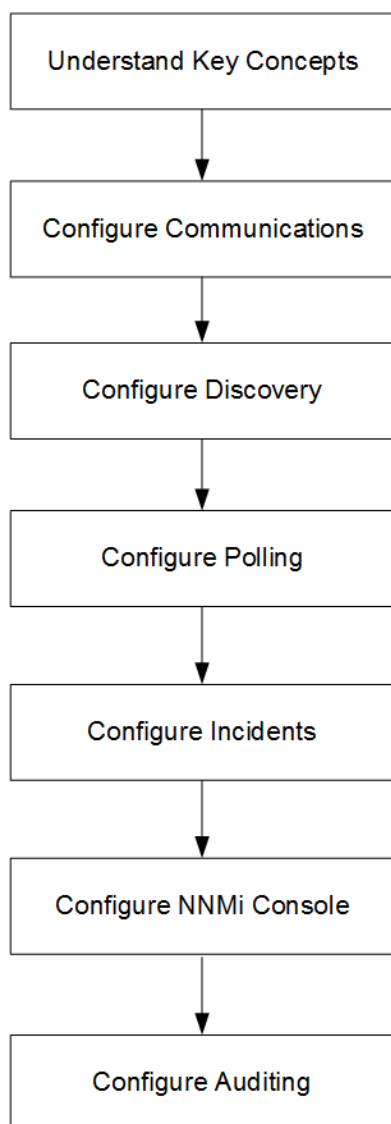 Understand Key Concepts
Configure Communications
Configure Discovery
Configure Polling
Configure Incidents
Configure NNMi Console
Configure Auditing